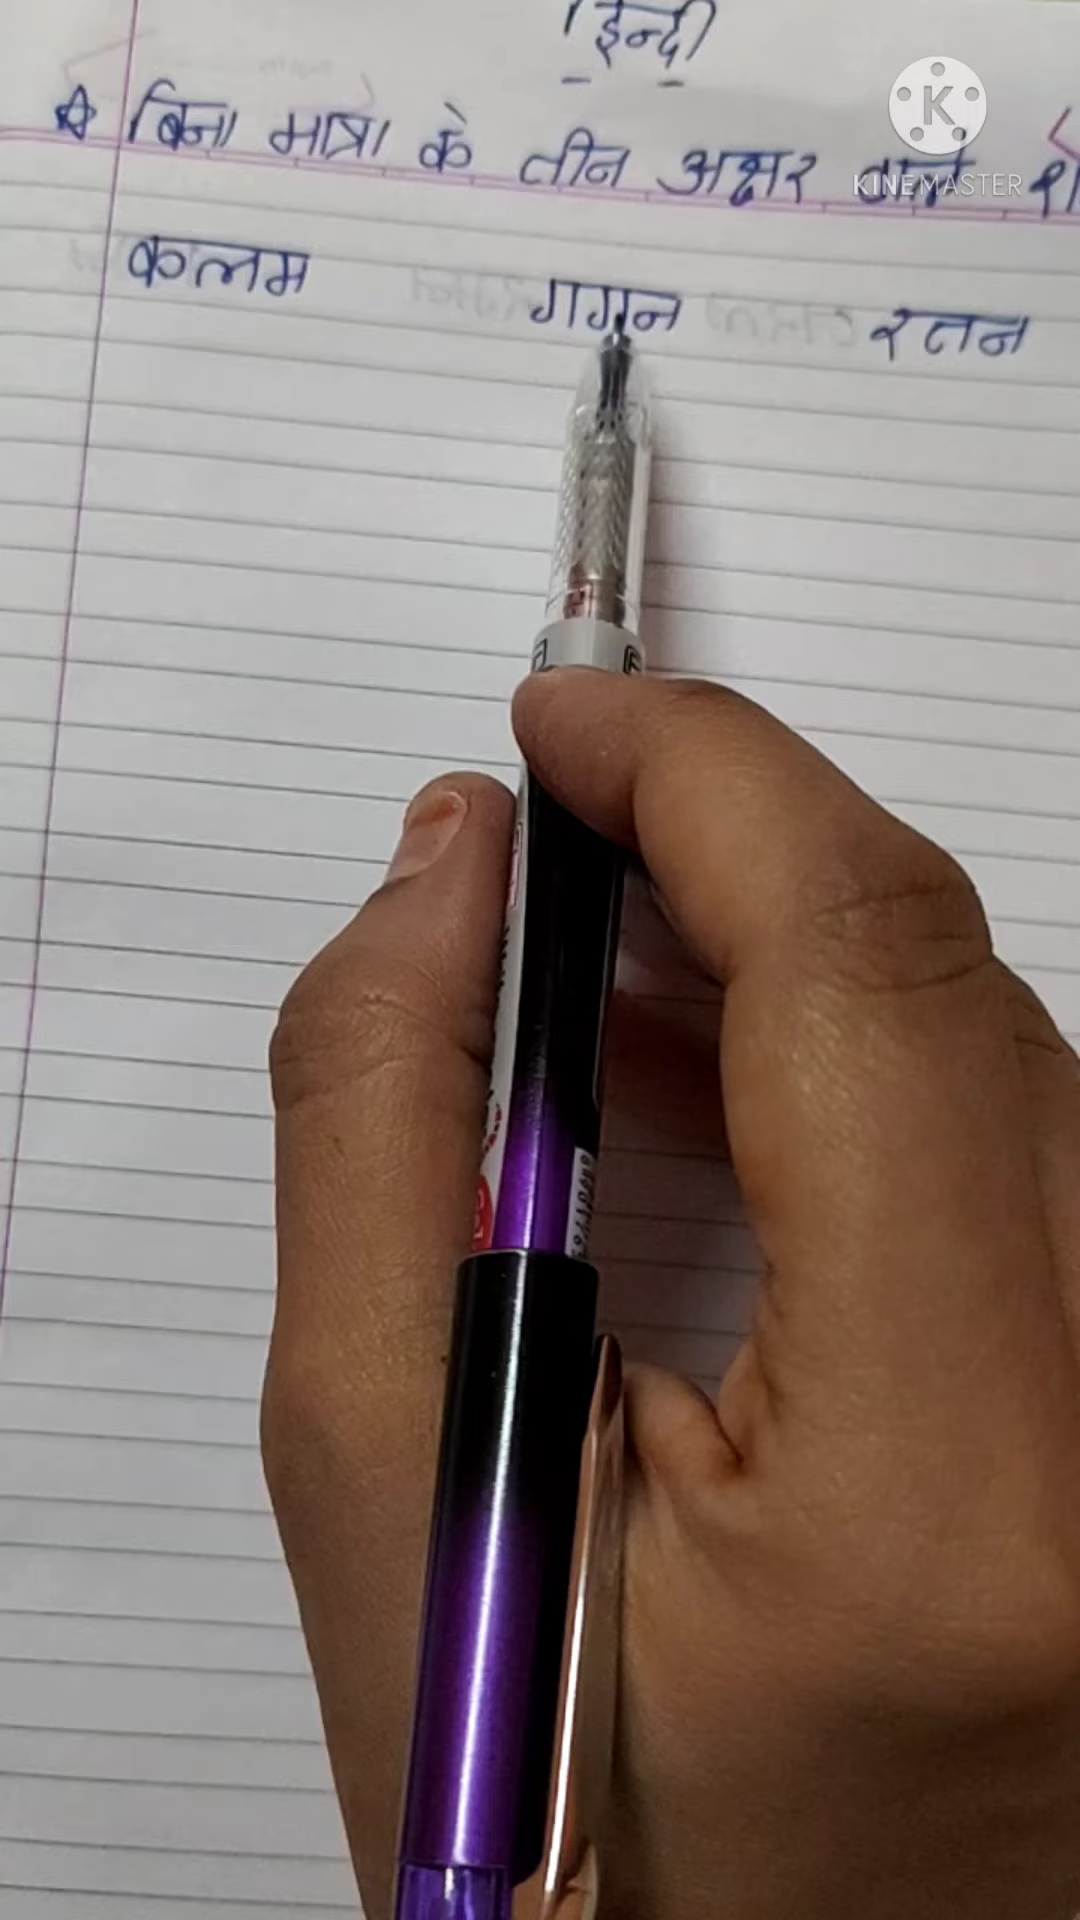 हिन्दी
☆ बिना मात्रा के तीन अक्षर वाले
कलम गगन रतन
K
KINEMASTER